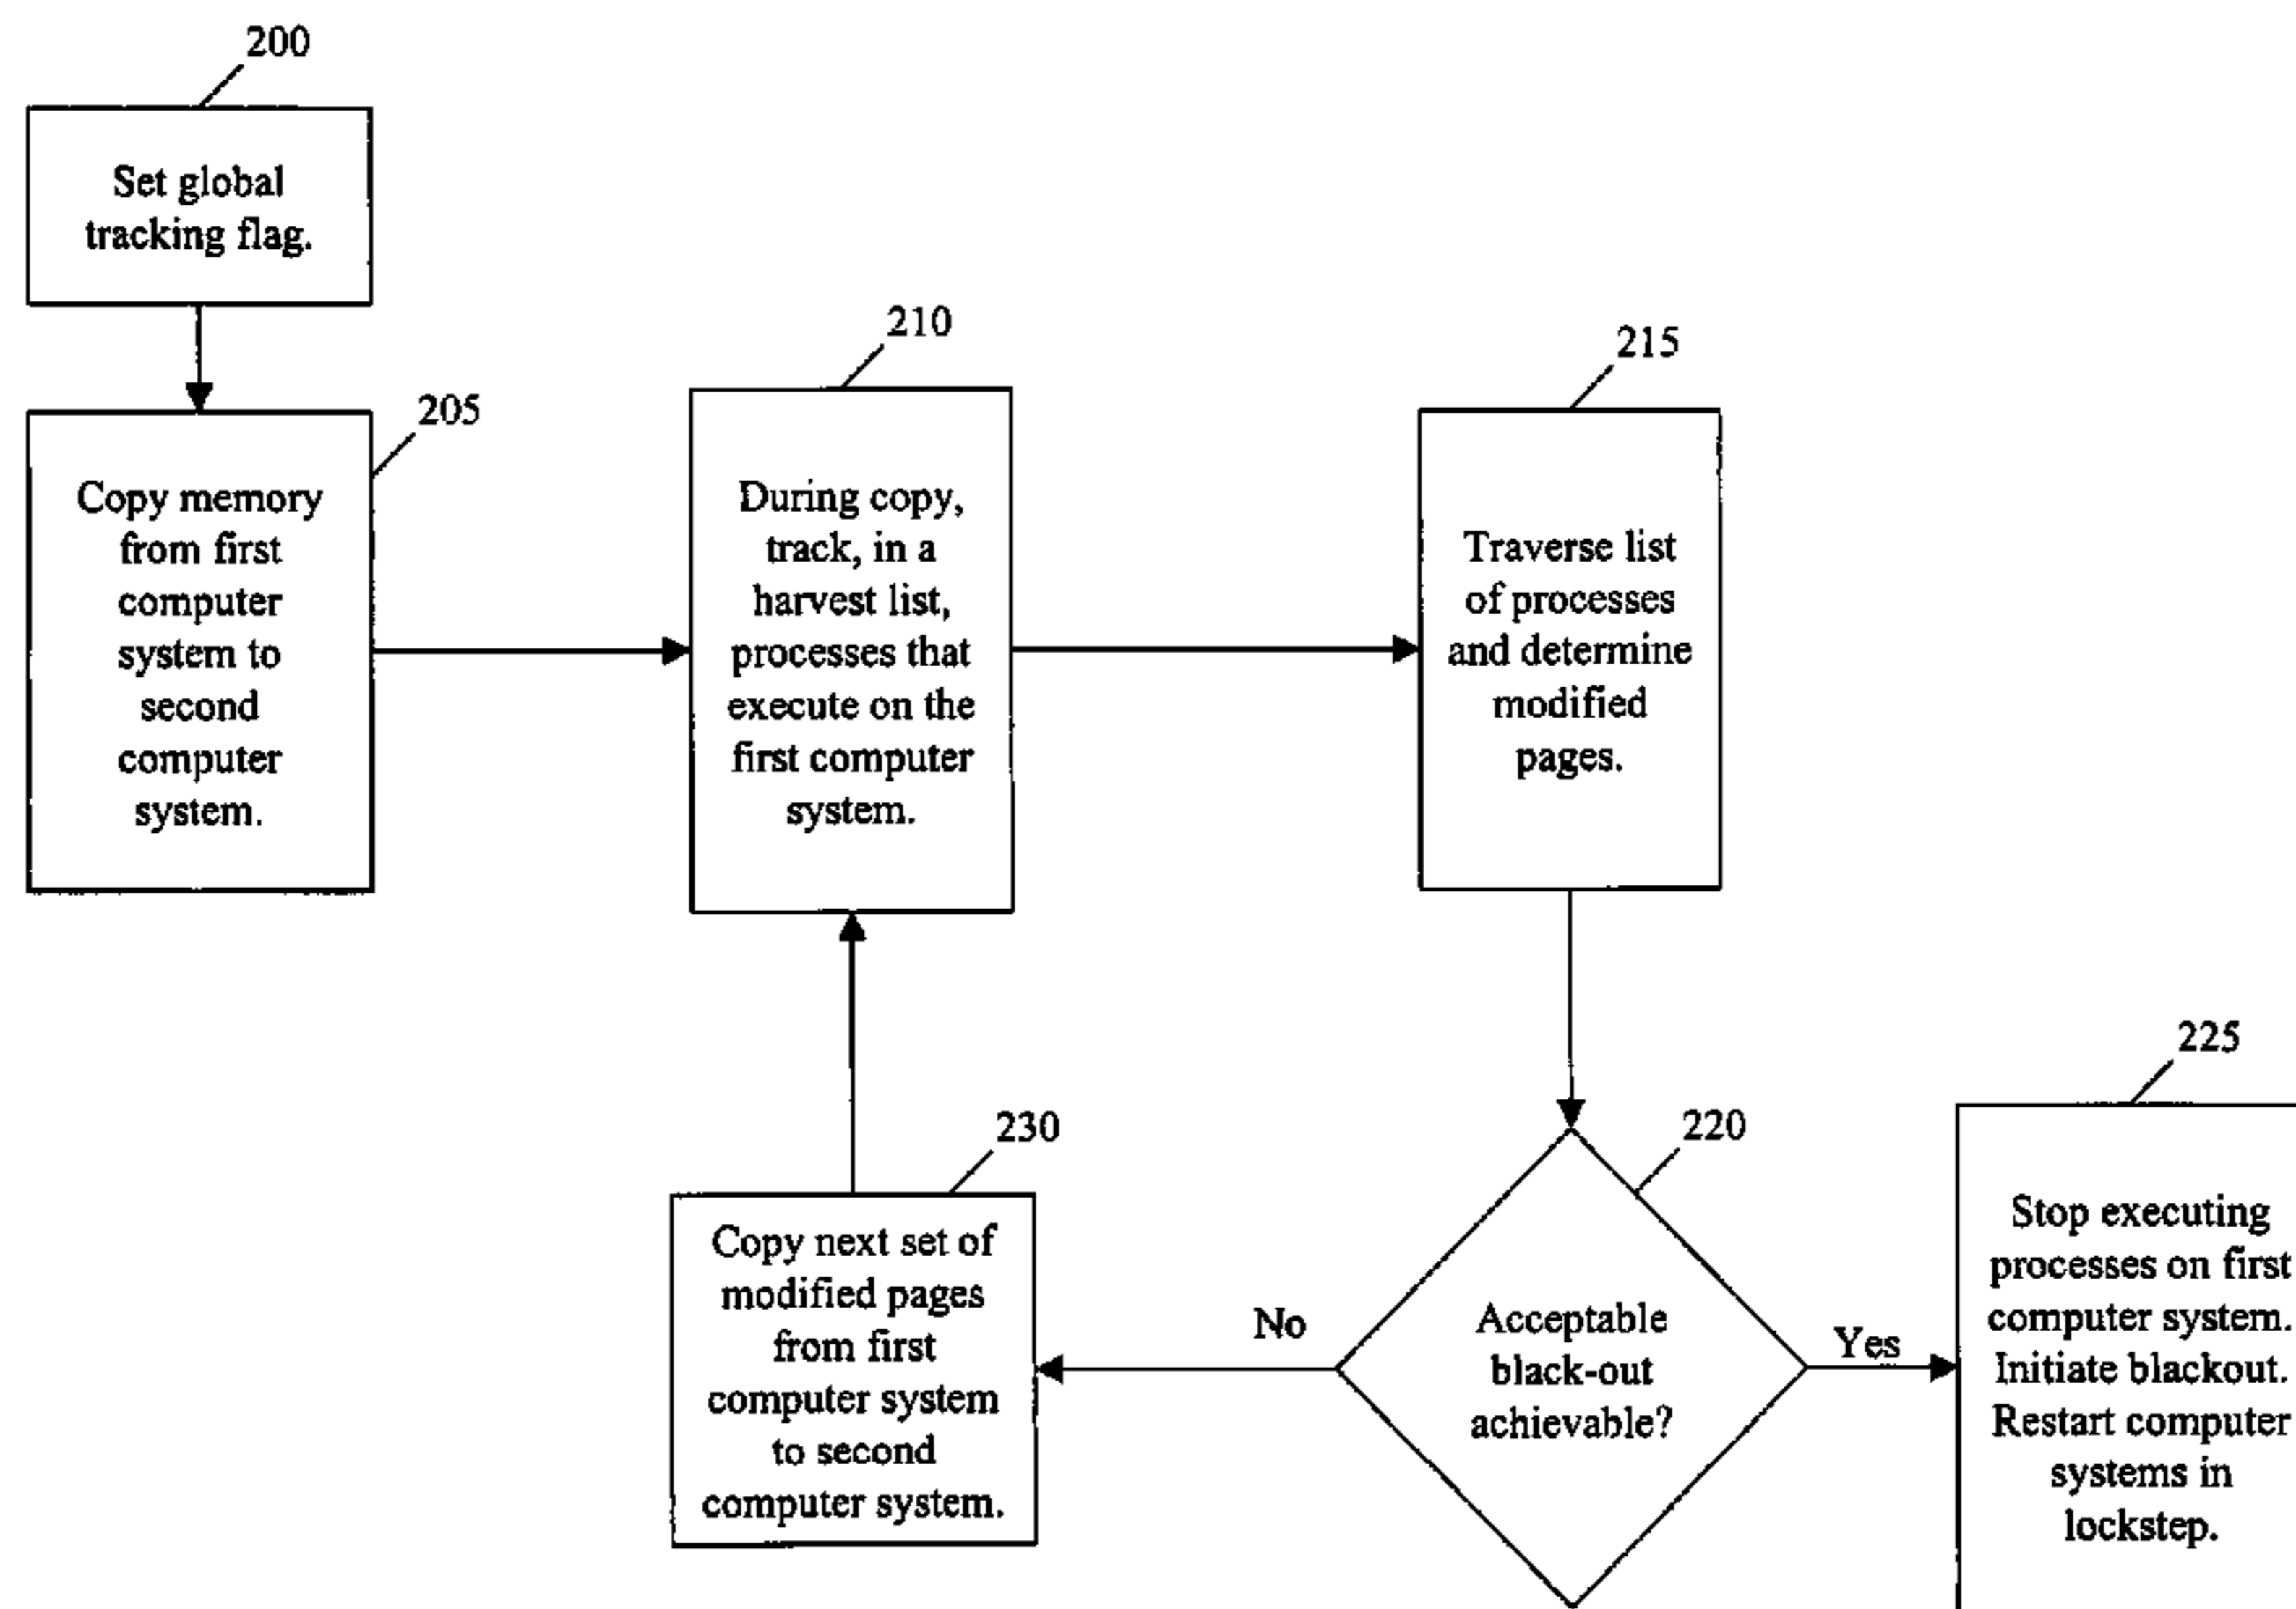 200
Set global
tracking flag.
205
Copy memory
from first
computer
system to
second
computer
system.
210
During copy,
track, in a
harvest list,
processes that
execute on the
first computer
system.
215
Traverse list
of processes
and determine
modified
pages.
220
Acceptable
black-out
achievable?
No
Yes
225
Stop executing
processes on first
computer system.
Initiate blackout.
Restart computer
systems in
lockstep.
230
Copy next set of
modified pages
from first
computer system
to second
computer system.